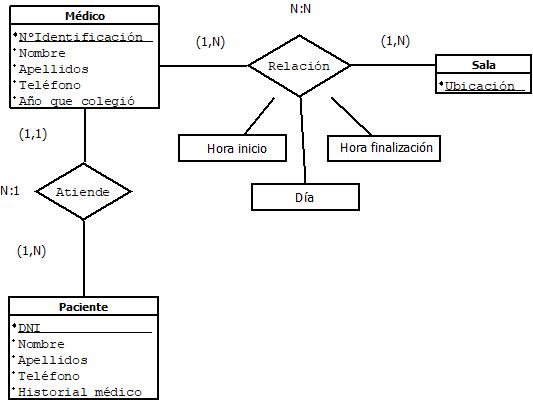 N:N
Médico
NºIdentificación
Nombre
Apellidos
Teléfono
Año que colegió
(1,N)
Relación
(1,N)
Sala
Ubicación
Hora inicio
Hora finalización
Día
(1,1)
N:1
Atiende
(1,N)
Paciente
DNI
Nombre
Apellidos
Teléfono
Historial médico